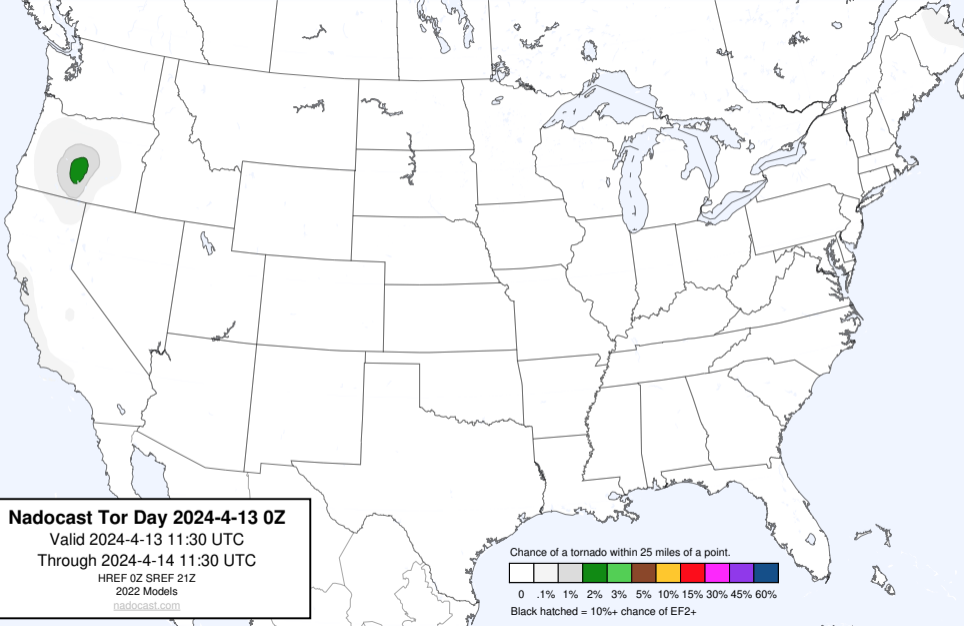 Nadocast Tor Day 2024-4-13 0Z
Valid 2024-4-13 11:30 UTC
Through 2024-4-14 11:30 UTC
HREF 0Z SREF 21Z
2022 Models
nadocast.com
Chance of a tornado within 25 miles of a point.
0 .1% 1% 2% 3% 5% 10% 15% 30% 45% 60%
Black hatched = 10%+ chance of EF2+